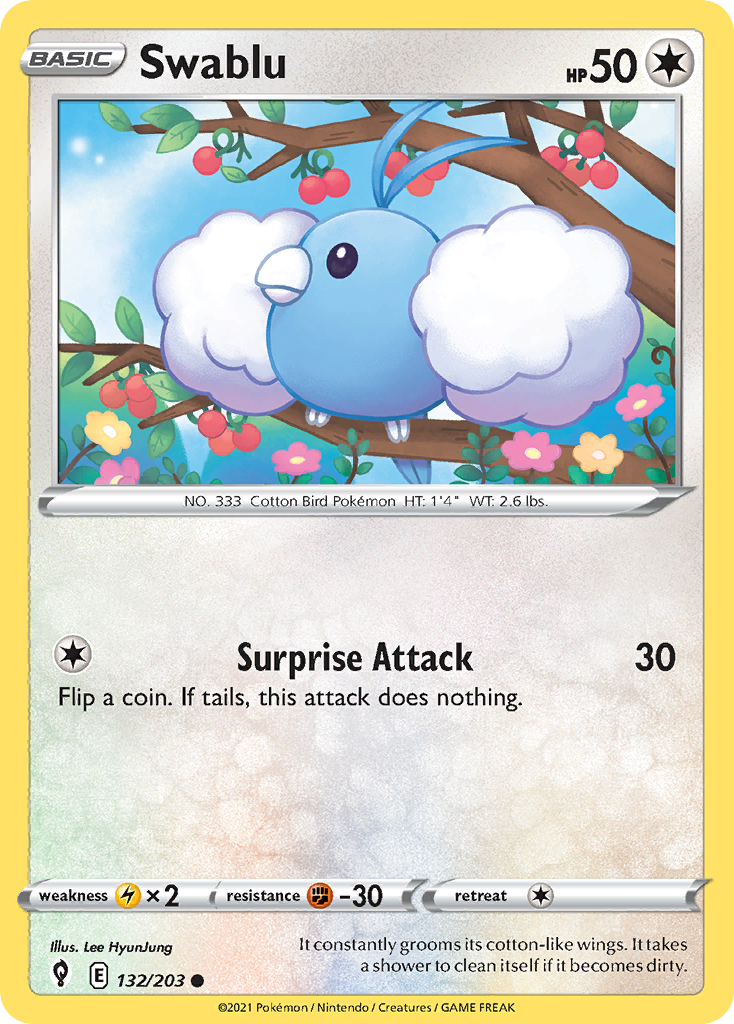 BASIC Swablu HP 50
NO. 333 Cotton Bird Pokémon HT: 1'4" WT: 2.6 lbs.
Surprise Attack 30
Flip a coin. If tails, this attack does nothing.
weakness ×2 resistance -30 retreat
Illus. Lee HyunJung
It constantly grooms its cotton-like wings. It takes
a shower to clean itself if it becomes dirty.
E 132/203
©2021 Pokémon / Nintendo / Creatures / GAME FREAK